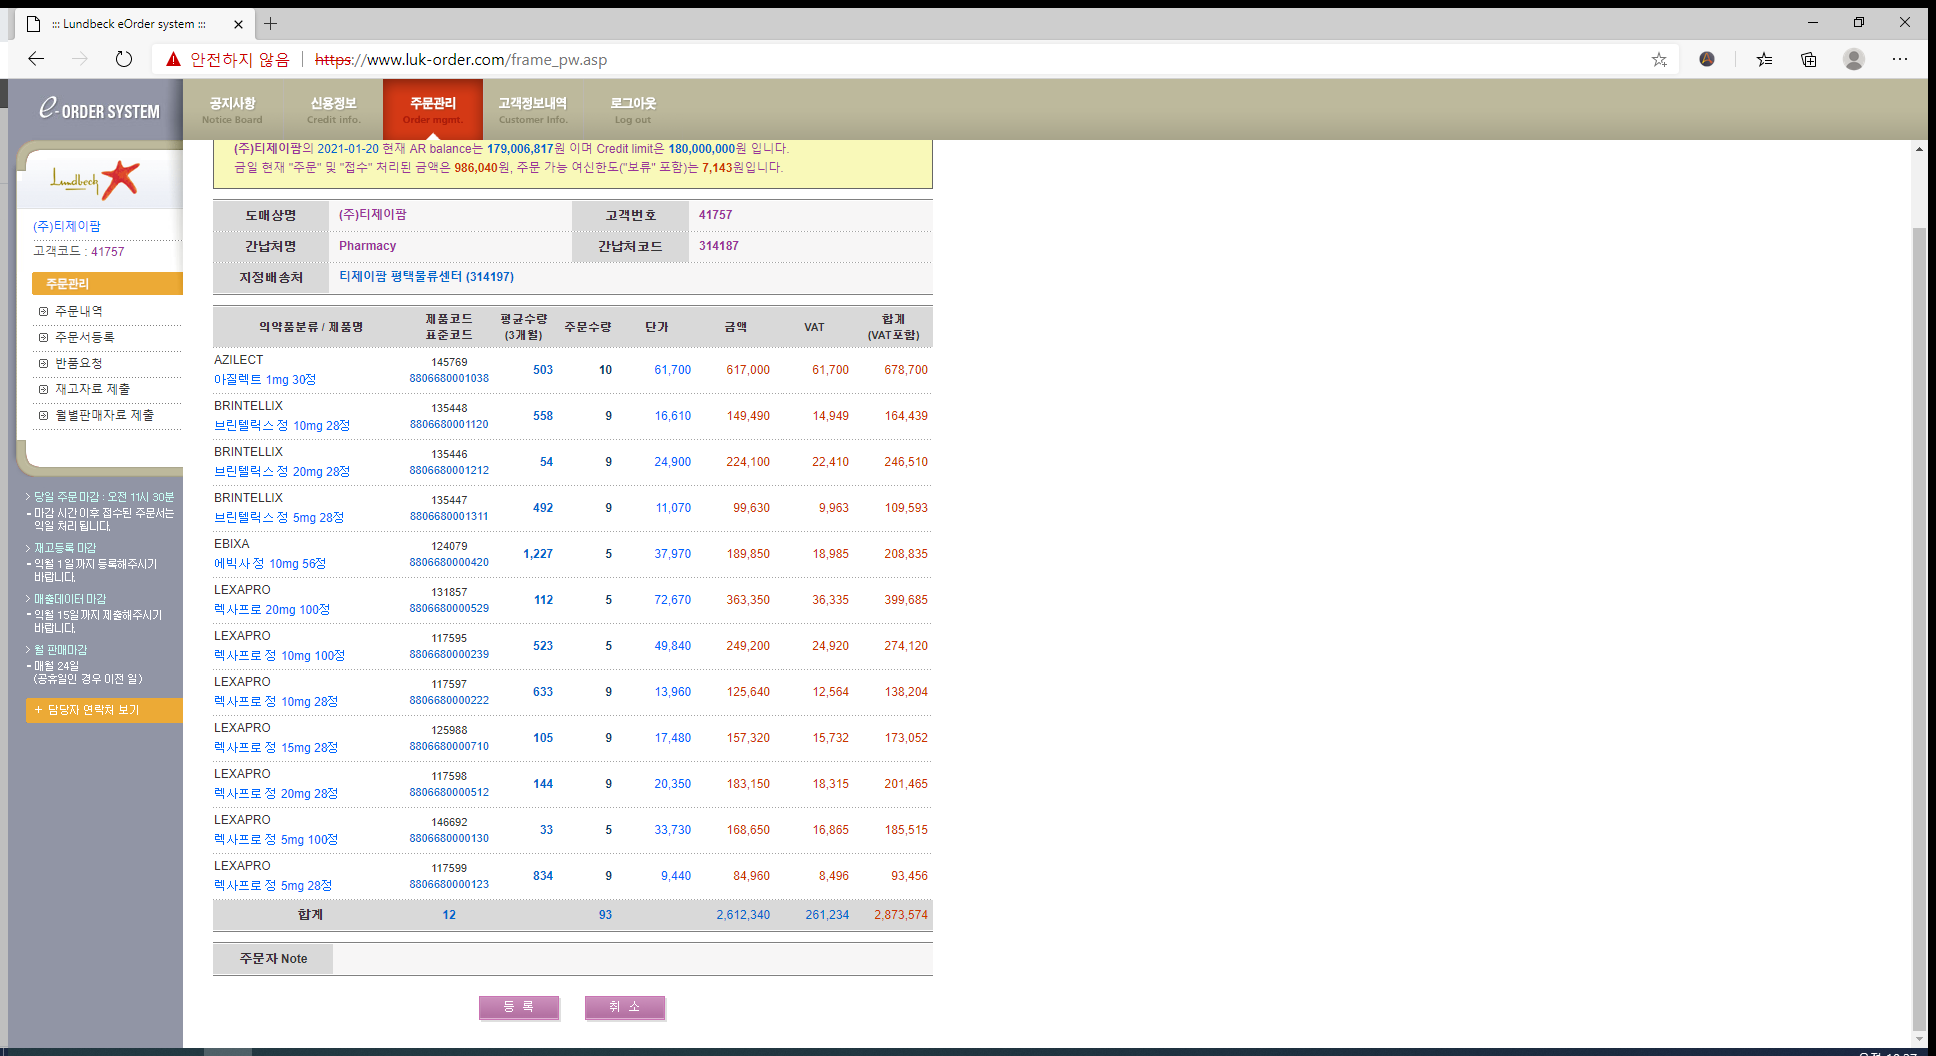 ::: Lundbeck eOrder system :::
안전하지 않음 https://www.luk-order.com/frame_pw.asp
e-ORDER SYSTEM
공지사항 신용정보 주문관리 고객정보내역 로그아웃
Notice Board Credit info. Order mgmt. Customer Info. Log out
Lundbeck
(주)티제이팜
고객코드 : 41757
주문관리
주문내역
주문서등록
반품요청
재고자료 제출
월별판매자료 제출
> 당일 주문마감 : 오전 11시 30분
- 마감 시간이후 접수된 주문서는
익일 처리 됩니다.
> 재고등록 마감
- 익월 1일까지 등록해주시기
바랍니다.
> 매출데이터 마감
- 익월 15일까지 제출해주시기
바랍니다.
> 월 판매마감
- 매월 24일
(공휴일인 경우 이전 일)
+ 담당자 연락처 보기
(주)티제이팜의 2021-01-20 현재 AR balance는 179,006,817원 이며 Credit limit은 180,000,000원 입니다.
금일 현재 "주문" 및 "접수" 처리된 금액은 986,040원, 주문 가능 여신한도("보류" 포함)는 7,143원입니다.
도매상명 (주)티제이팜 고객번호 41757
간납처명 Pharmacy 간납처코드 314187
지정배송처 티제이팜 평택물류센터 (314197)
의약품분류 / 제품명 제품코드 표준코드 평균수량 (3개월) 주문수량 단가 금액 VAT 합계 (VAT포함)
AZILECT 145769
아질렉트 1mg 30정 8806680001038 503 10 61,700 617,000 61,700 678,700
BRINTELLIX 135448
브린텔릭스 정 10mg 28정 8806680001120 558 9 16,610 149,490 14,949 164,439
BRINTELLIX 135446
브린텔릭스 정 20mg 28정 8806680001212 54 9 24,900 224,100 22,410 246,510
BRINTELLIX 135447
브린텔릭스 정 5mg 28정 8806680001311 492 9 11,070 99,630 9,963 109,593
EBIXA 124079
에빅사 정 10mg 56정 8806680000420 1,227 5 37,970 189,850 18,985 208,835
LEXAPRO 131857
렉사프로 20mg 100정 8806680000529 112 5 72,670 363,350 36,335 399,685
LEXAPRO 117595
렉사프로 정 10mg 100정 8806680000239 523 5 49,840 249,200 24,920 274,120
LEXAPRO 117597
렉사프로 정 10mg 28정 8806680000222 633 9 13,960 125,640 12,564 138,204
LEXAPRO 125988
렉사프로 정 15mg 28정 8806680000710 105 9 17,480 157,320 15,732 173,052
LEXAPRO 117598
렉사프로 정 20mg 28정 8806680000512 144 9 20,350 183,150 18,315 201,465
LEXAPRO 146692
렉사프로 정 5mg 100정 8806680000130 33 5 33,730 168,650 16,865 185,515
LEXAPRO 117599
렉사프로 정 5mg 28정 8806680000123 834 9 9,440 84,960 8,496 93,456
합계 12 93 2,612,340 261,234 2,873,574
주문자 Note
등 록 취 소